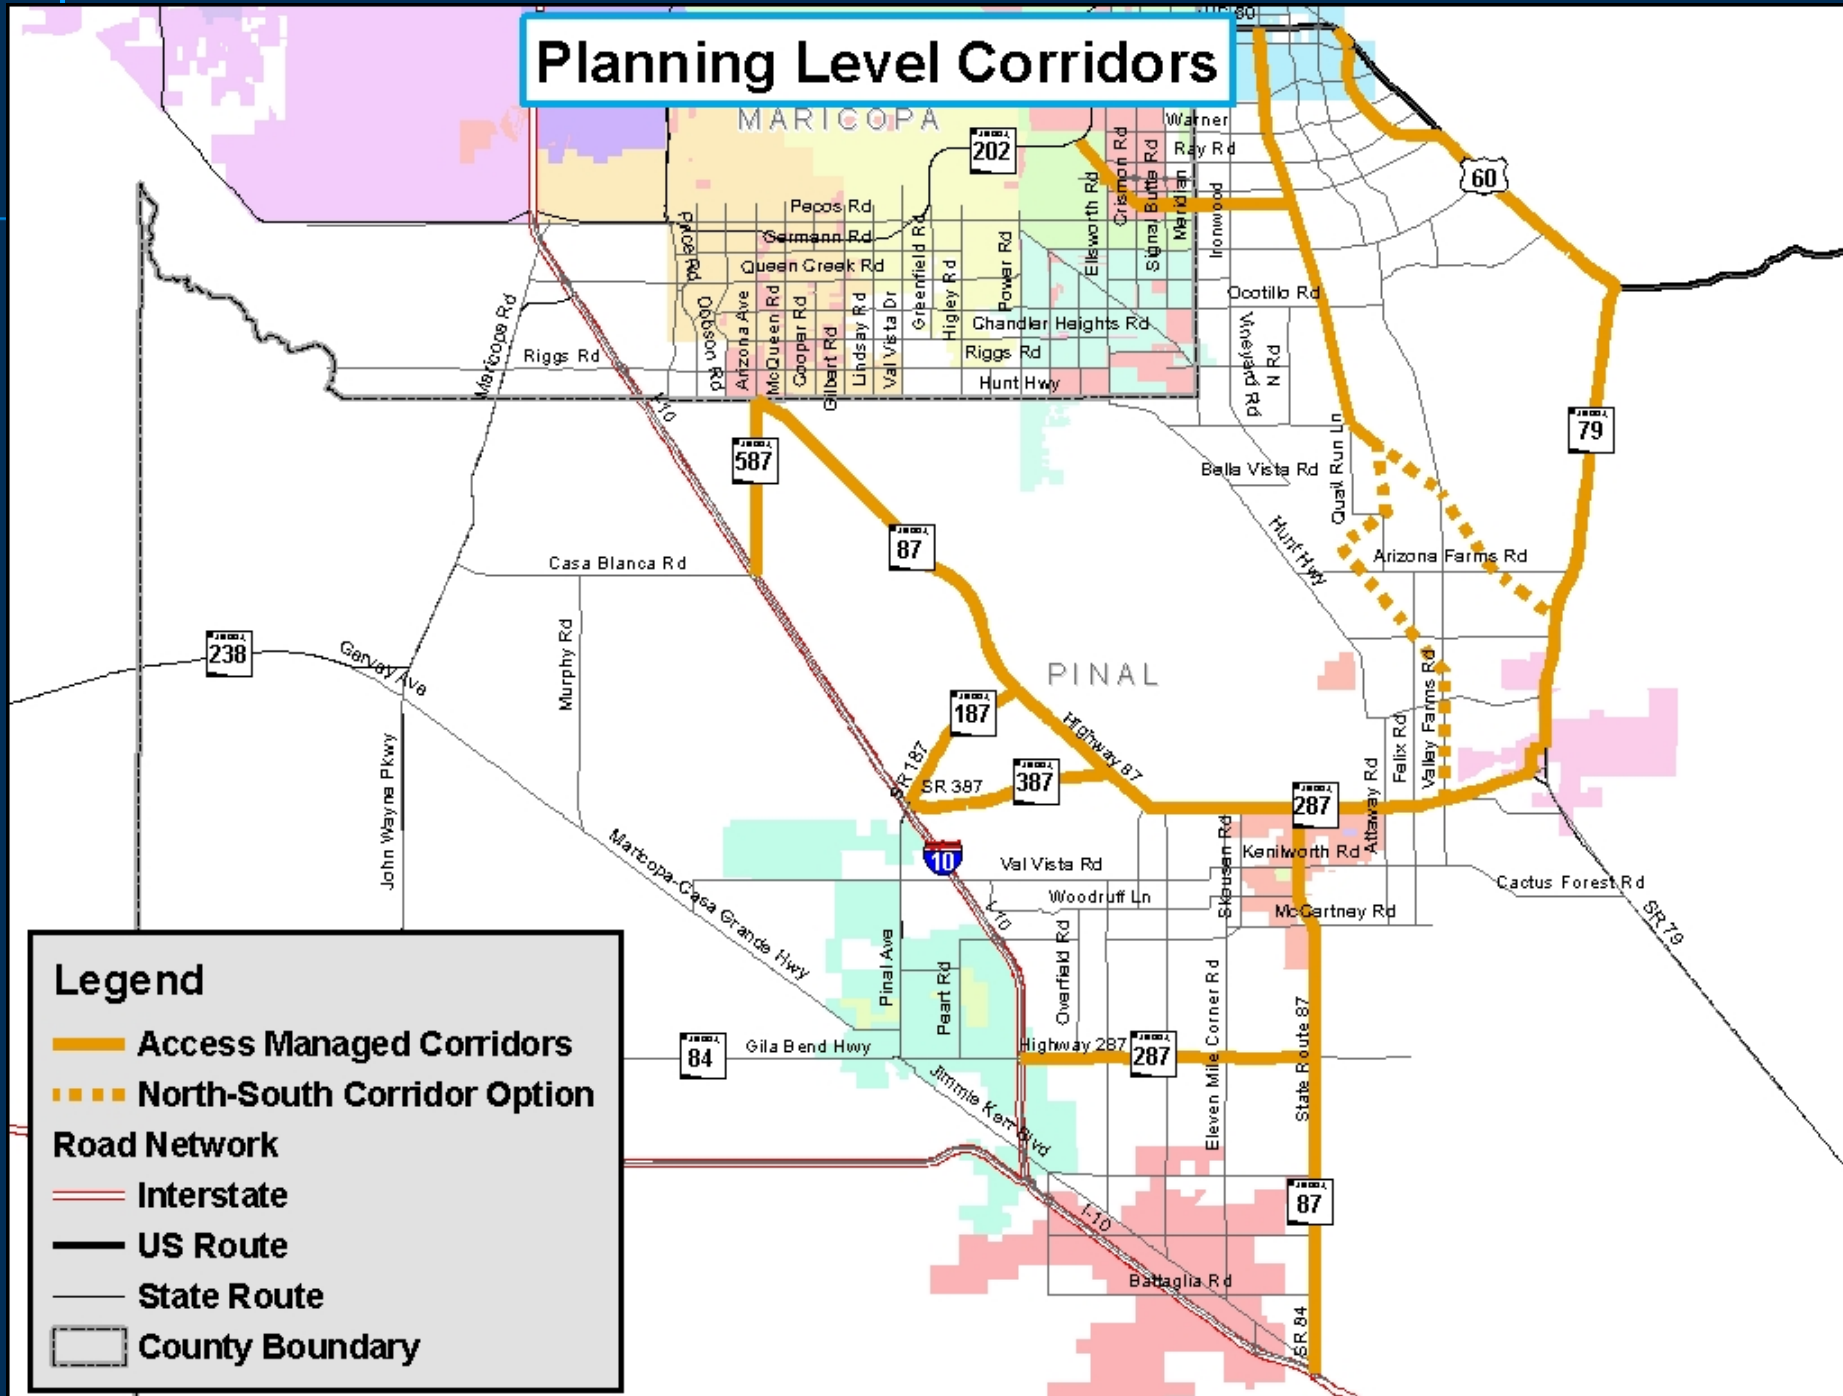 Planning Level Corridors
MARICOPA
202
Warner
Ray Rd
60
Pecos Rd
Germann Rd
Queen Creek Rd
Price Rd
Dobson Rd
Arizona Ave
McQueen Rd
Cooper Rd
Gilbert Rd
Lindsay Rd
Val Vista Dr
Greenfield Rd
Higley Rd
Power Rd
Ellsworth Rd
Crismon Rd
Signal Butte Rd
Meridian
Ironwood
Ocotillo Rd
Chandler Heights Rd
Riggs Rd
Riggs Rd
Hunt Hwy
Maricopa Rd
I-10
Vineyard Rd
N Rd
Quail Run Ln
79
587
Bella Vista Rd
Hunt Hwy
87
Arizona Farms Rd
Casa Blanca Rd
Murphy Rd
238
Garvey Ave
PINAL
187
SR 187
Highway 87
SR 387
387
287
Felix Rd
Valley Farms Rd
Attaway Rd
John Wayne Pkwy
Maricopa-Casa Grande Hwy
10
Val Vista Rd
Kenilworth Rd
Woodruff Ln
Skousen Rd
McCartney Rd
Cactus Forest Rd
SR 79
I-10
Pinal Ave
Peart Rd
Overfield Rd
Eleven Mile Corner Rd
State Route 87
84
Gila Bend Hwy
Highway 287
287
Jimmie Kerr Blvd
87
I-10
Battaglia Rd
SR 84
Legend
Access Managed Corridors
North-South Corridor Option
Road Network
Interstate
US Route
State Route
County Boundary